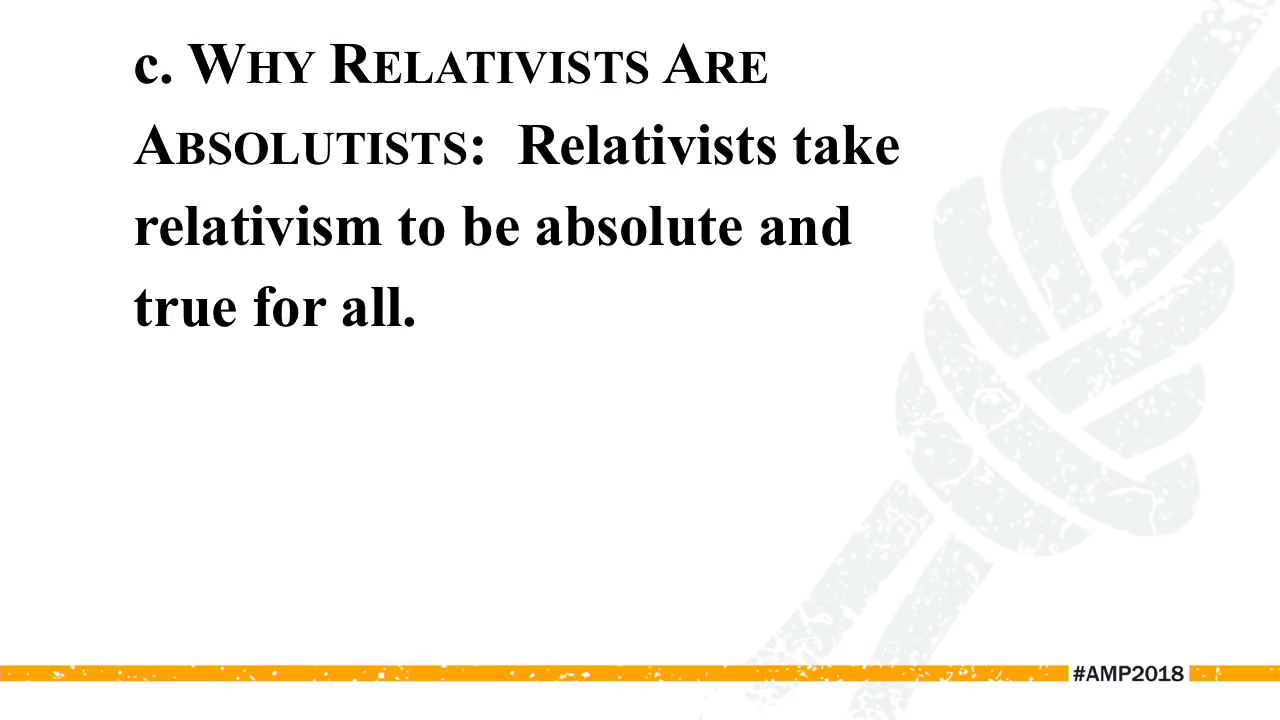 c. Why Relativists Are
Absolutists:  Relativists take
relativism to be absolute and
true for all.
#AMP2018